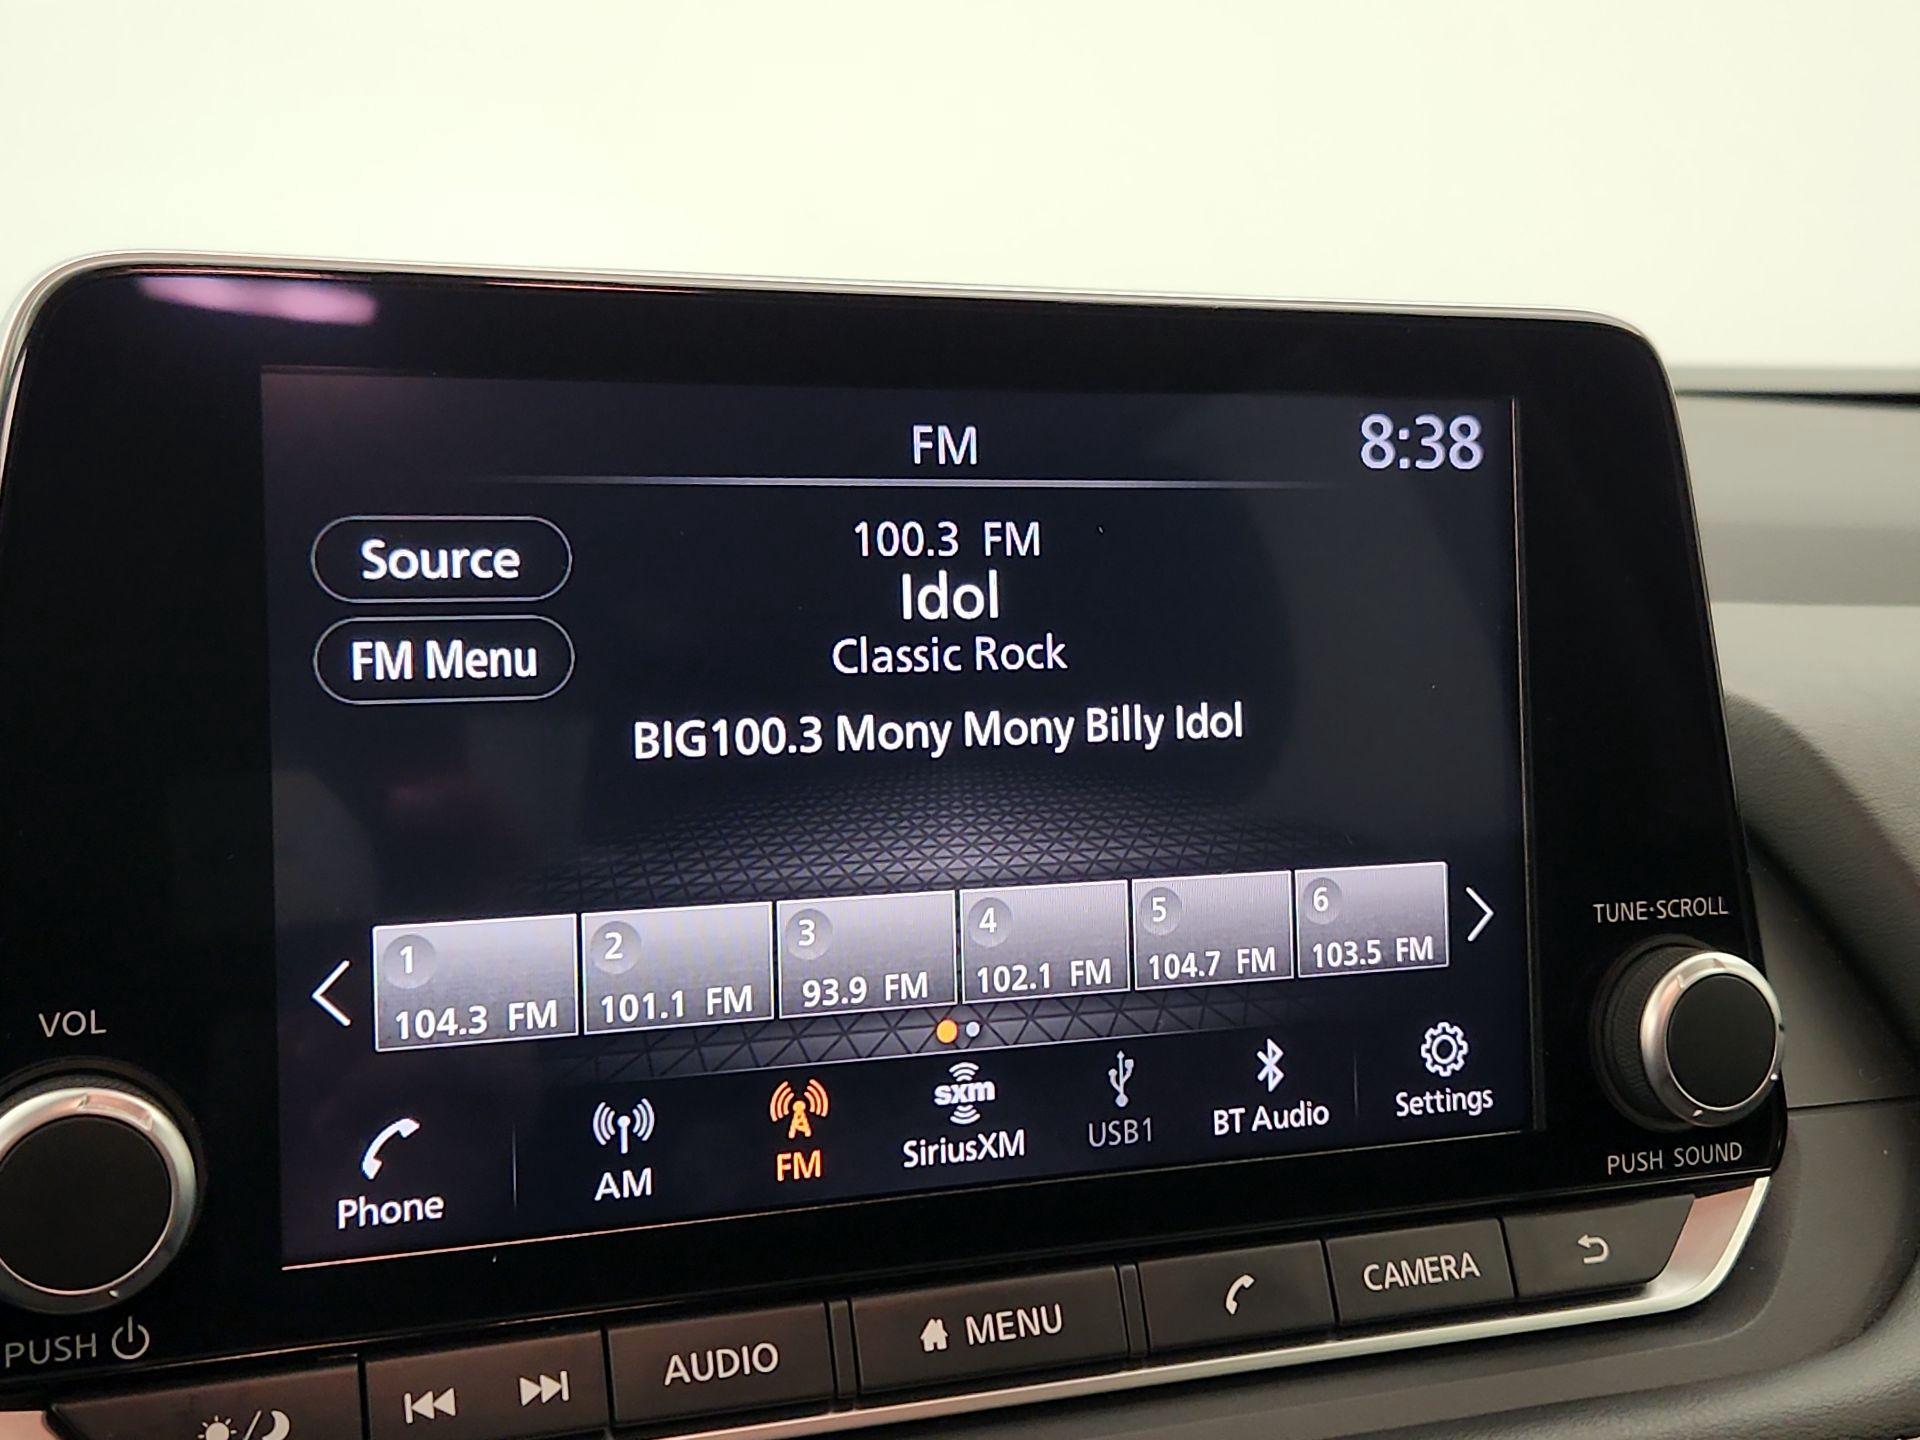 FM 8:38
Source
FM Menu
100.3 FM
Idol
Classic Rock
BIG100.3 Mony Mony Billy Idol
1 2 3 4 5 6
104.3 FM 101.1 FM 93.9 FM 102.1 FM 104.7 FM 103.5 FM
Phone AM FM sxm SiriusXM USB1 BT Audio Settings
VOL
PUSH
TUNE·SCROLL
PUSH SOUND
AUDIO MENU CAMERA